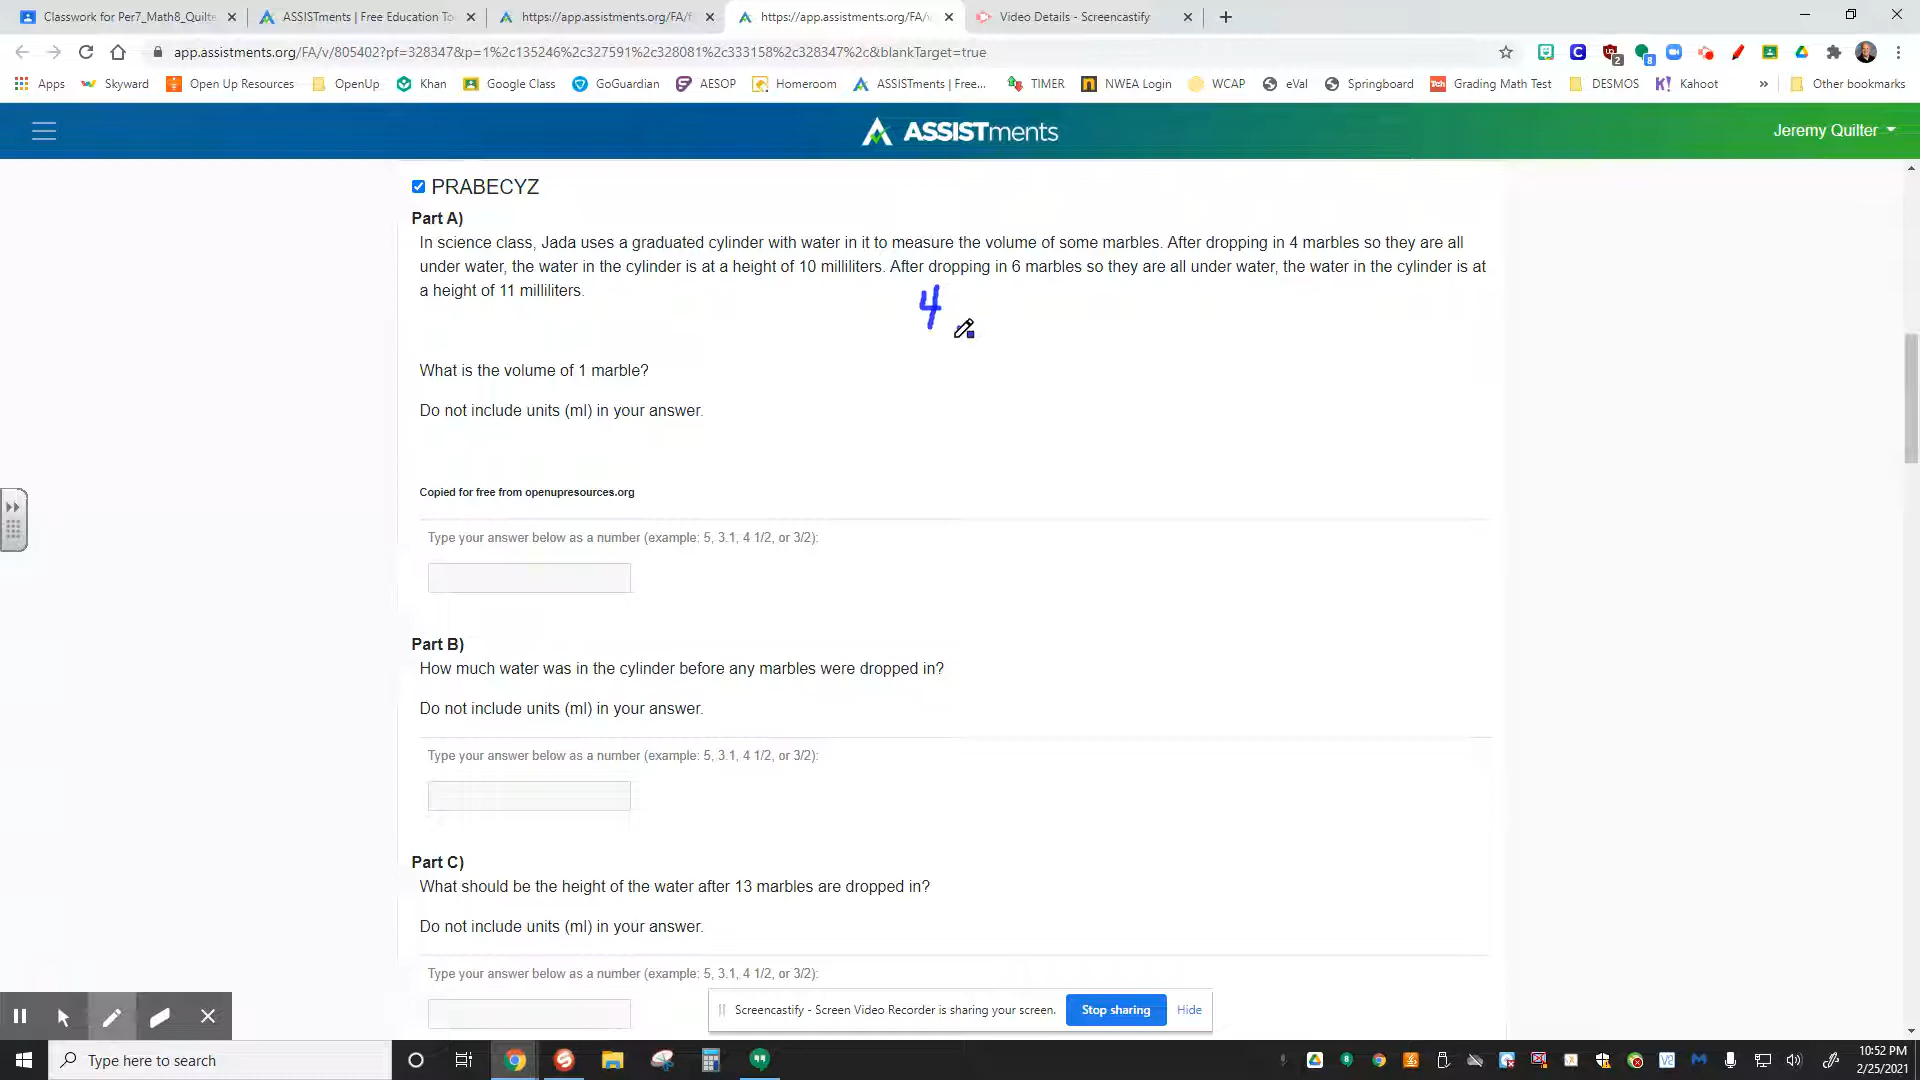 Classwork for Per7_Math8_Quilte
ASSISTments | Free Education To
https://app.assistments.org/FA/f
https://app.assistments.org/FA/v
Video Details - Screencastify
app.assistments.org/FA/v/805402?pf=328347&p=1%2c135246%2c327591%2c328081%2c333158%2c328347%2c&blankTarget=true
Apps Skyward Open Up Resources OpenUp Khan Google Class GoGuardian AESOP Homeroom ASSISTments | Free... TIMER NWEA Login WCAP eVal Springboard Grading Math Test DESMOS Kahoot » Other bookmarks
ASSISTments
Jeremy Quilter
PRABECYZ
Part A)
In science class, Jada uses a graduated cylinder with water in it to measure the volume of some marbles. After dropping in 4 marbles so they are all
under water, the water in the cylinder is at a height of 10 milliliters. After dropping in 6 marbles so they are all under water, the water in the cylinder is at
a height of 11 milliliters.
4
What is the volume of 1 marble?
Do not include units (ml) in your answer.
Copied for free from openupresources.org
Type your answer below as a number (example: 5, 3.1, 4 1/2, or 3/2):
Part B)
How much water was in the cylinder before any marbles were dropped in?
Do not include units (ml) in your answer.
Type your answer below as a number (example: 5, 3.1, 4 1/2, or 3/2):
Part C)
What should be the height of the water after 13 marbles are dropped in?
Do not include units (ml) in your answer.
Type your answer below as a number (example: 5, 3.1, 4 1/2, or 3/2):
Screencastify - Screen Video Recorder is sharing your screen. Stop sharing Hide
Type here to search
10:52 PM
2/25/2021